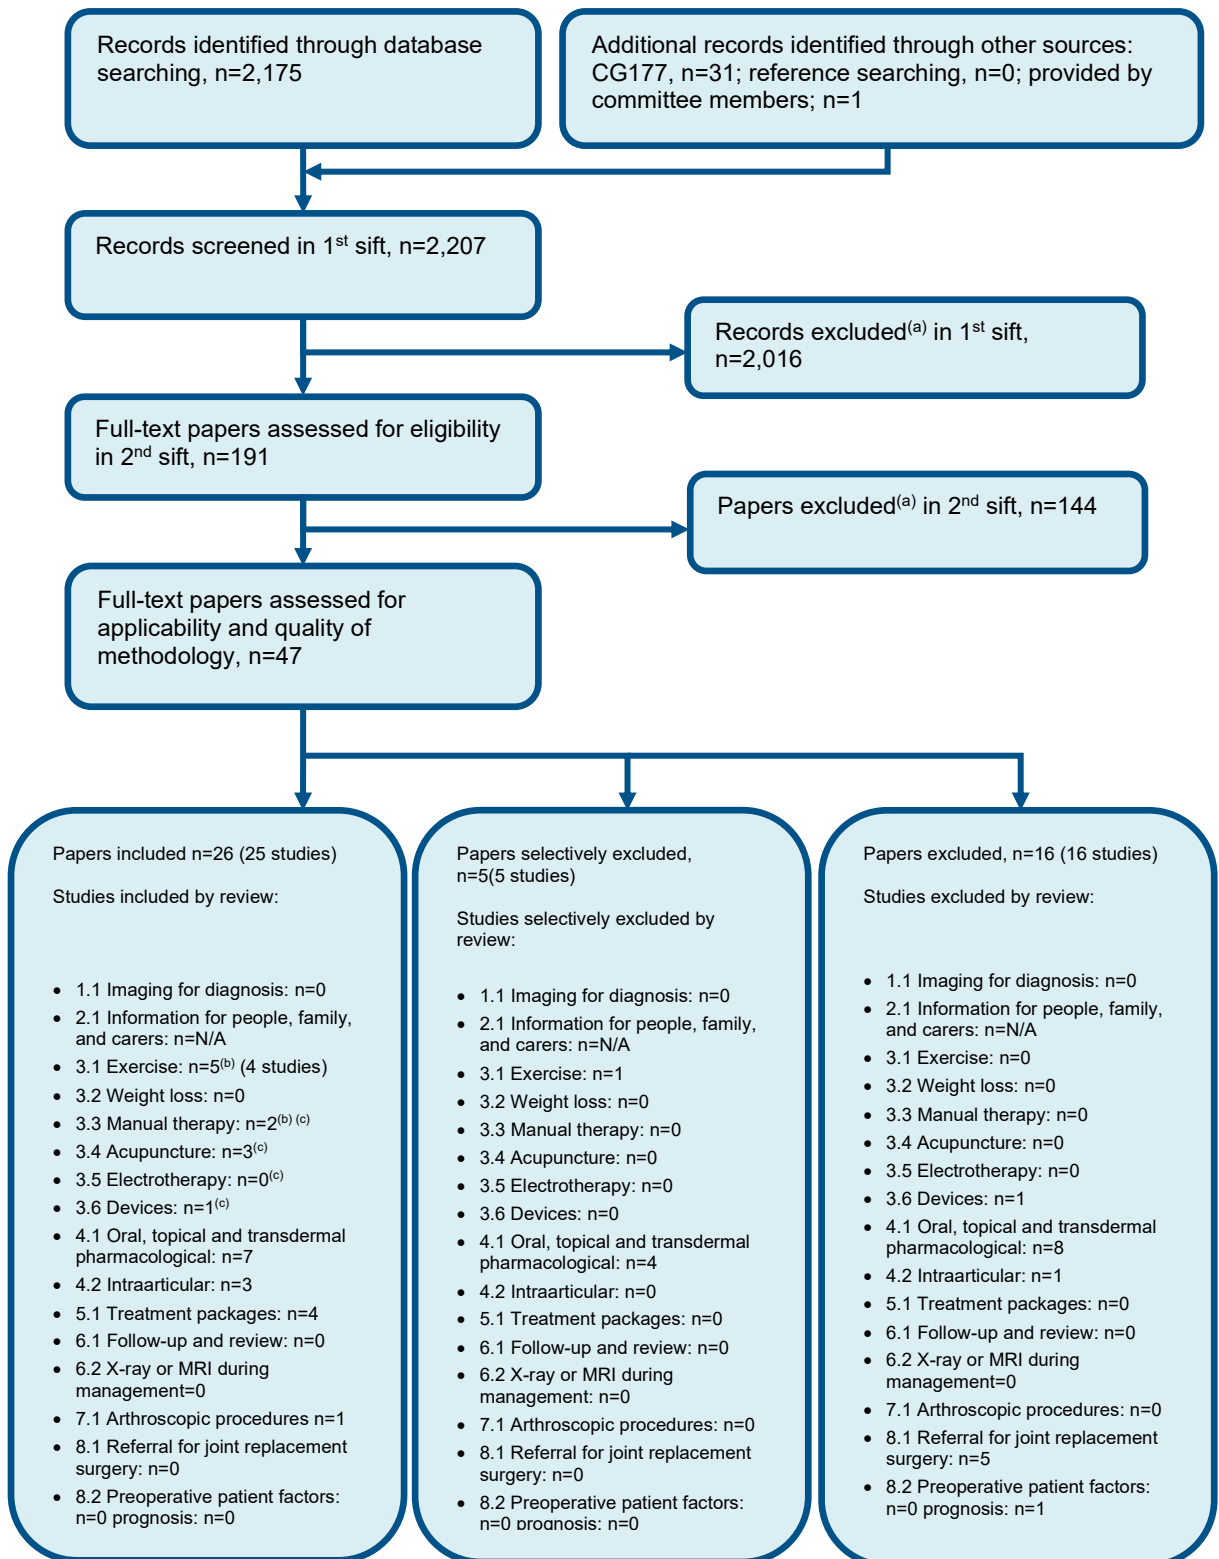 Records identified through database
searching, n=2,175
Additional records identified through other sources:
CG177, n=31; reference searching, n=0; provided by
committee members; n=1
Records screened in 1st sift, n=2,207
Records excluded(a) in 1st sift,
n=2,016
Full-text papers assessed for eligibility
in 2nd sift, n=191
Papers excluded(a) in 2nd sift, n=144
Full-text papers assessed for
applicability and quality of
methodology, n=47
Papers included n=26 (25 studies)
Studies included by review:
• 1.1 Imaging for diagnosis: n=0
• 2.1 Information for people, family,
and carers: n=N/A
• 3.1 Exercise: n=5(b) (4 studies)
• 3.2 Weight loss: n=0
• 3.3 Manual therapy: n=2(b) (c)
• 3.4 Acupuncture: n=3(c)
• 3.5 Electrotherapy: n=0(c)
• 3.6 Devices: n=1(c)
• 4.1 Oral, topical and transdermal
pharmacological: n=7
• 4.2 Intraarticular: n=3
• 5.1 Treatment packages: n=4
• 6.1 Follow-up and review: n=0
• 6.2 X-ray or MRI during
management=0
• 7.1 Arthroscopic procedures n=1
• 8.1 Referral for joint replacement
surgery: n=0
• 8.2 Preoperative patient factors:
n=0 prognosis: n=0
Papers selectively excluded,
n=5(5 studies)
Studies selectively excluded by
review:
• 1.1 Imaging for diagnosis: n=0
• 2.1 Information for people, family,
and carers: n=N/A
• 3.1 Exercise: n=1
• 3.2 Weight loss: n=0
• 3.3 Manual therapy: n=0
• 3.4 Acupuncture: n=0
• 3.5 Electrotherapy: n=0
• 3.6 Devices: n=0
• 4.1 Oral, topical and transdermal
pharmacological: n=4
• 4.2 Intraarticular: n=0
• 5.1 Treatment packages: n=0
• 6.1 Follow-up and review: n=0
• 6.2 X-ray or MRI during
management: n=0
• 7.1 Arthroscopic procedures: n=0
• 8.1 Referral for joint replacement
surgery: n=0
• 8.2 Preoperative patient factors:
n=0 prognosis: n=0
Papers excluded, n=16 (16 studies)
Studies excluded by review:
• 1.1 Imaging for diagnosis: n=0
• 2.1 Information for people, family,
and carers: n=N/A
• 3.1 Exercise: n=0
• 3.2 Weight loss: n=0
• 3.3 Manual therapy: n=0
• 3.4 Acupuncture: n=0
• 3.5 Electrotherapy: n=0
• 3.6 Devices: n=1
• 4.1 Oral, topical and transdermal
pharmacological: n=8
• 4.2 Intraarticular: n=1
• 5.1 Treatment packages: n=0
• 6.1 Follow-up and review: n=0
• 6.2 X-ray or MRI during
management=0
• 7.1 Arthroscopic procedures: n=0
• 8.1 Referral for joint replacement
surgery: n=5
• 8.2 Preoperative patient factors:
n=0 prognosis: n=1